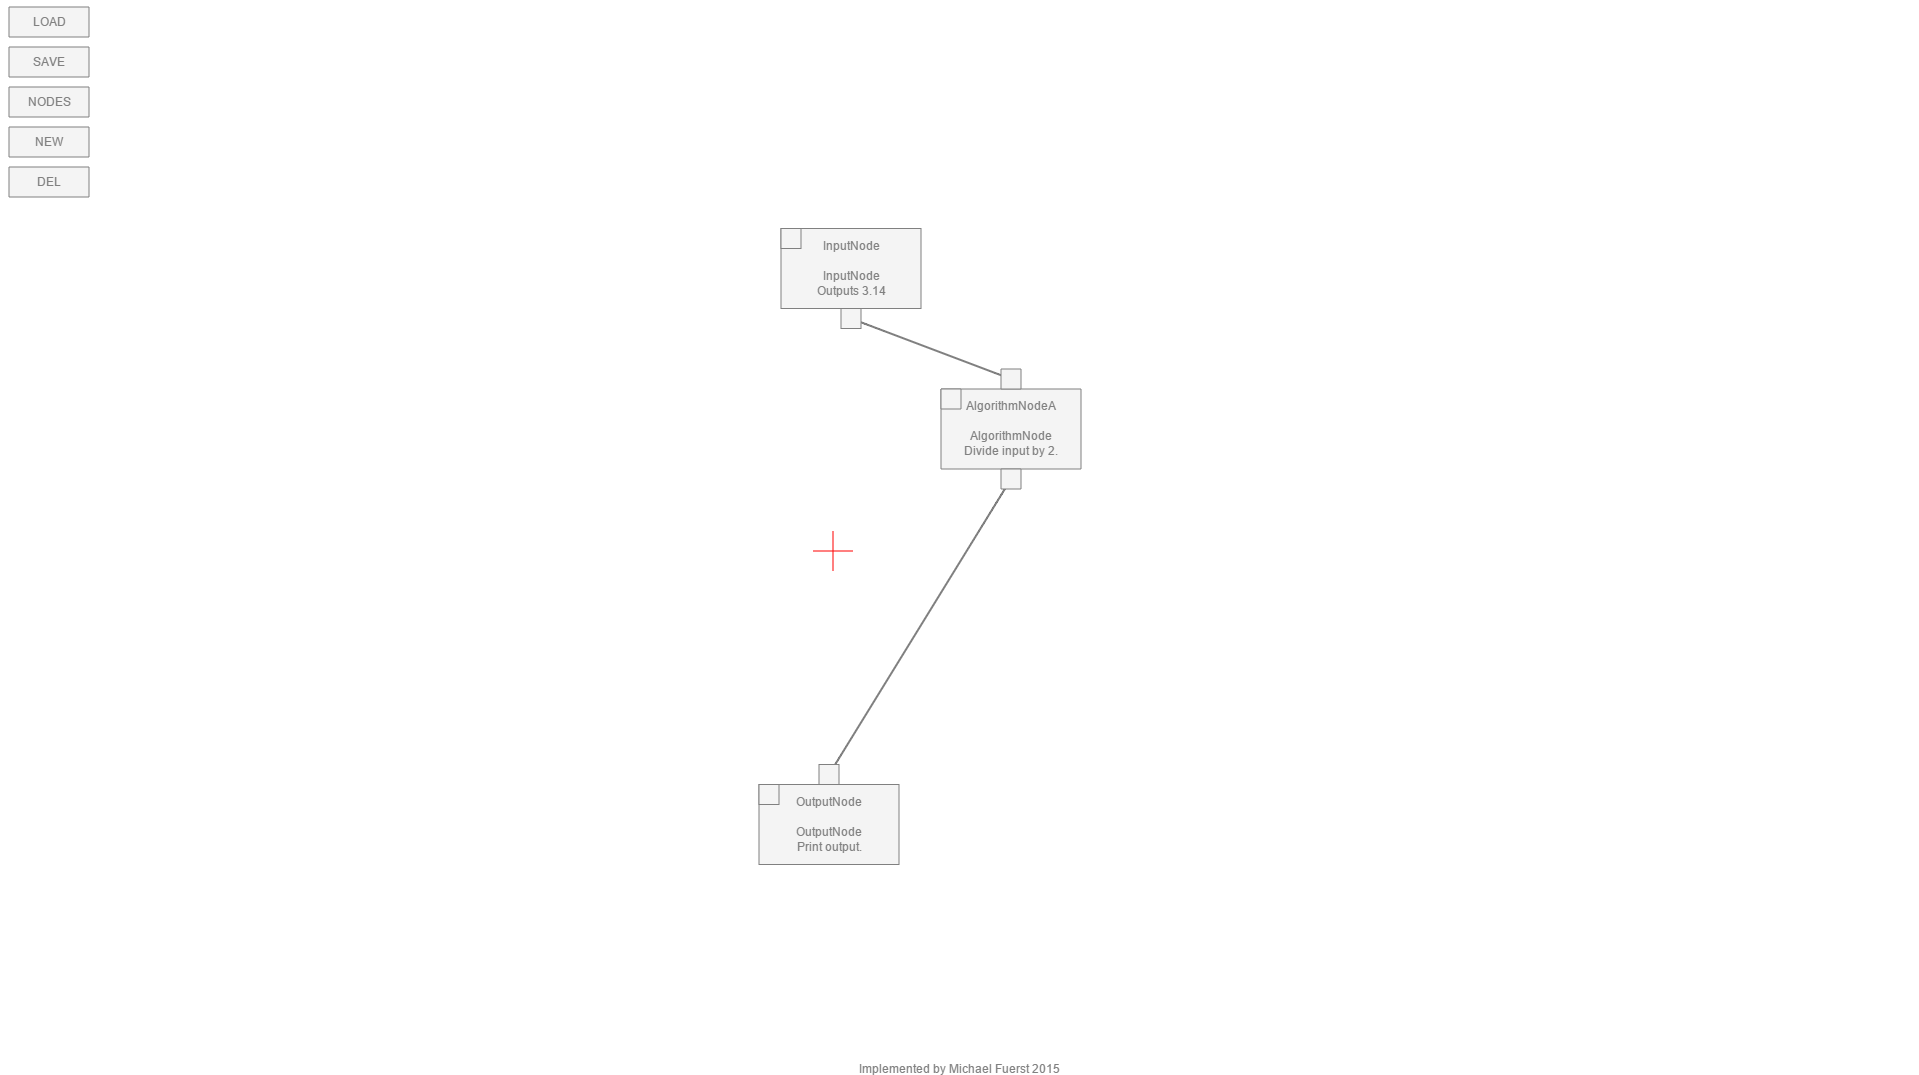 LOAD
SAVE
NODES
NEW
DEL
InputNode
InputNode
Outputs 3.14
AlgorithmNodeA
AlgorithmNode
Divide input by 2.
OutputNode
OutputNode
Print output.
Implemented by Michael Fuerst 2015